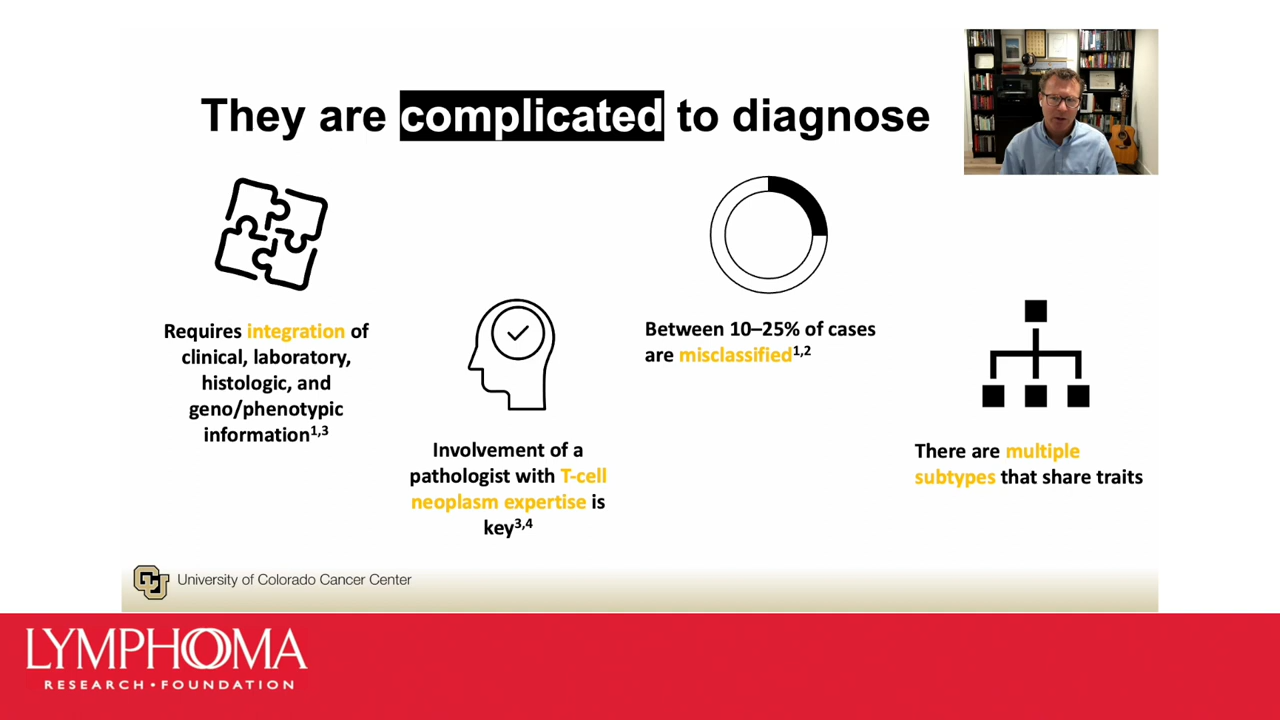 They are complicated to diagnose
Requires integration of
clinical, laboratory,
histologic, and
geno/phenotypic
information1,3
Involvement of a
pathologist with T-cell
neoplasm expertise is
key3,4
Between 10–25% of cases
are misclassified1,2
There are multiple
subtypes that share traits
CU
University of Colorado Cancer Center
LYMPHOMA
RESEARCH • FOUNDATION